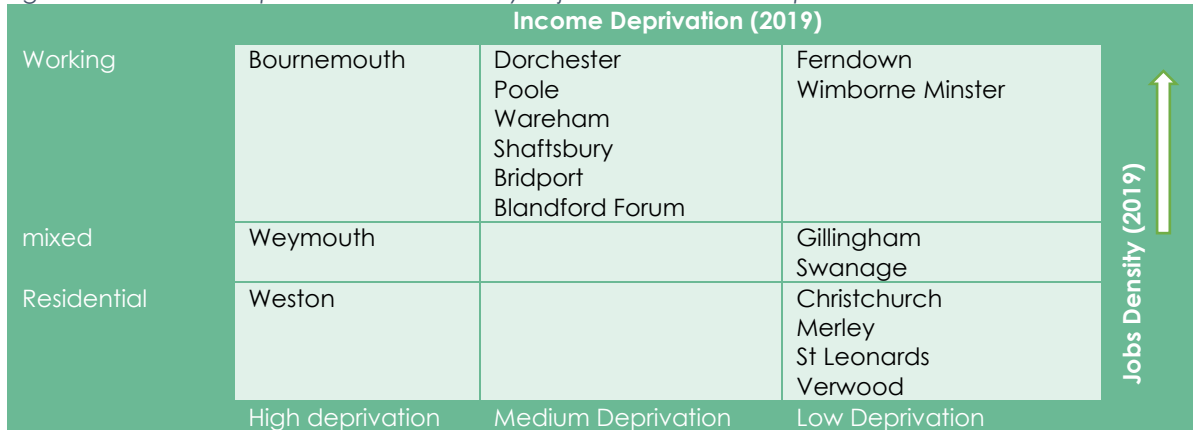 Income Deprivation (2019)
Working
Bournemouth
Dorchester
Poole
Wareham
Shaftsbury
Bridport
Blandford Forum
Ferndown
Wimborne Minster
mixed
Weymouth
Gillingham
Swanage
Residential
Weston
Christchurch
Merley
St Leonards
Verwood
High deprivation
Medium Deprivation
Low Deprivation
Jobs Density (2019)